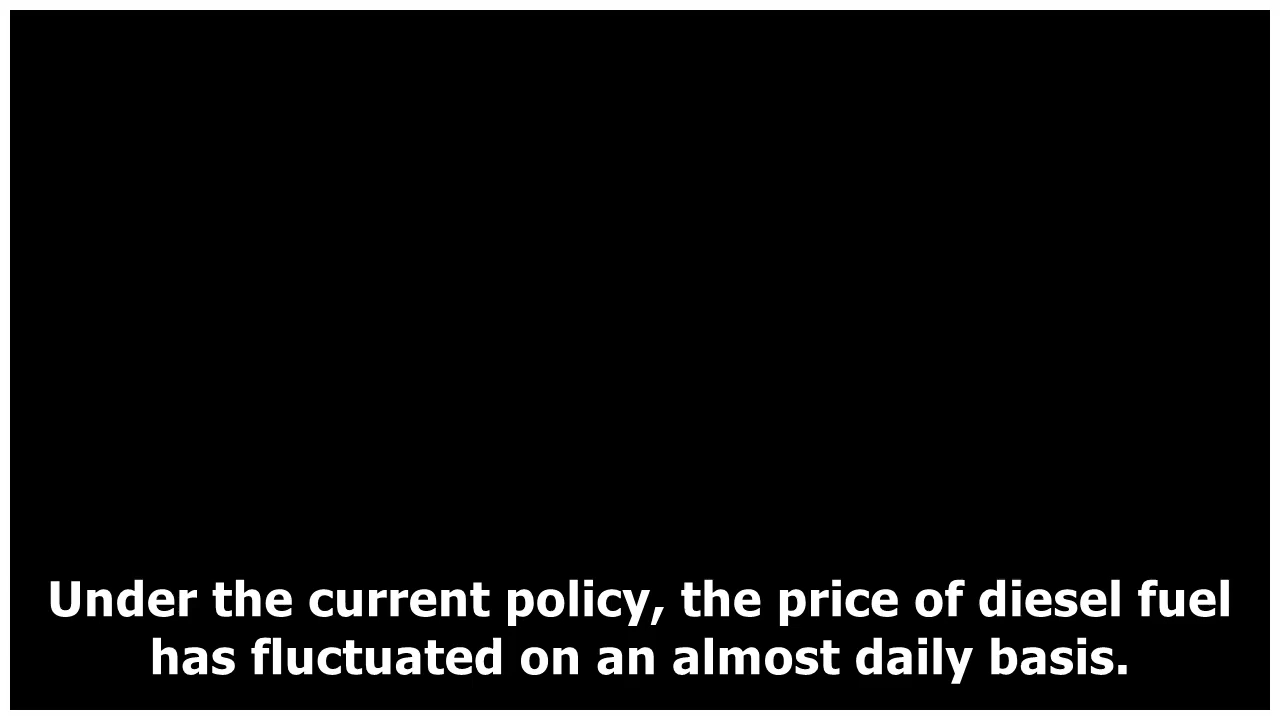 Under the current policy, the price of diesel fuel
has fluctuated on an almost daily basis.